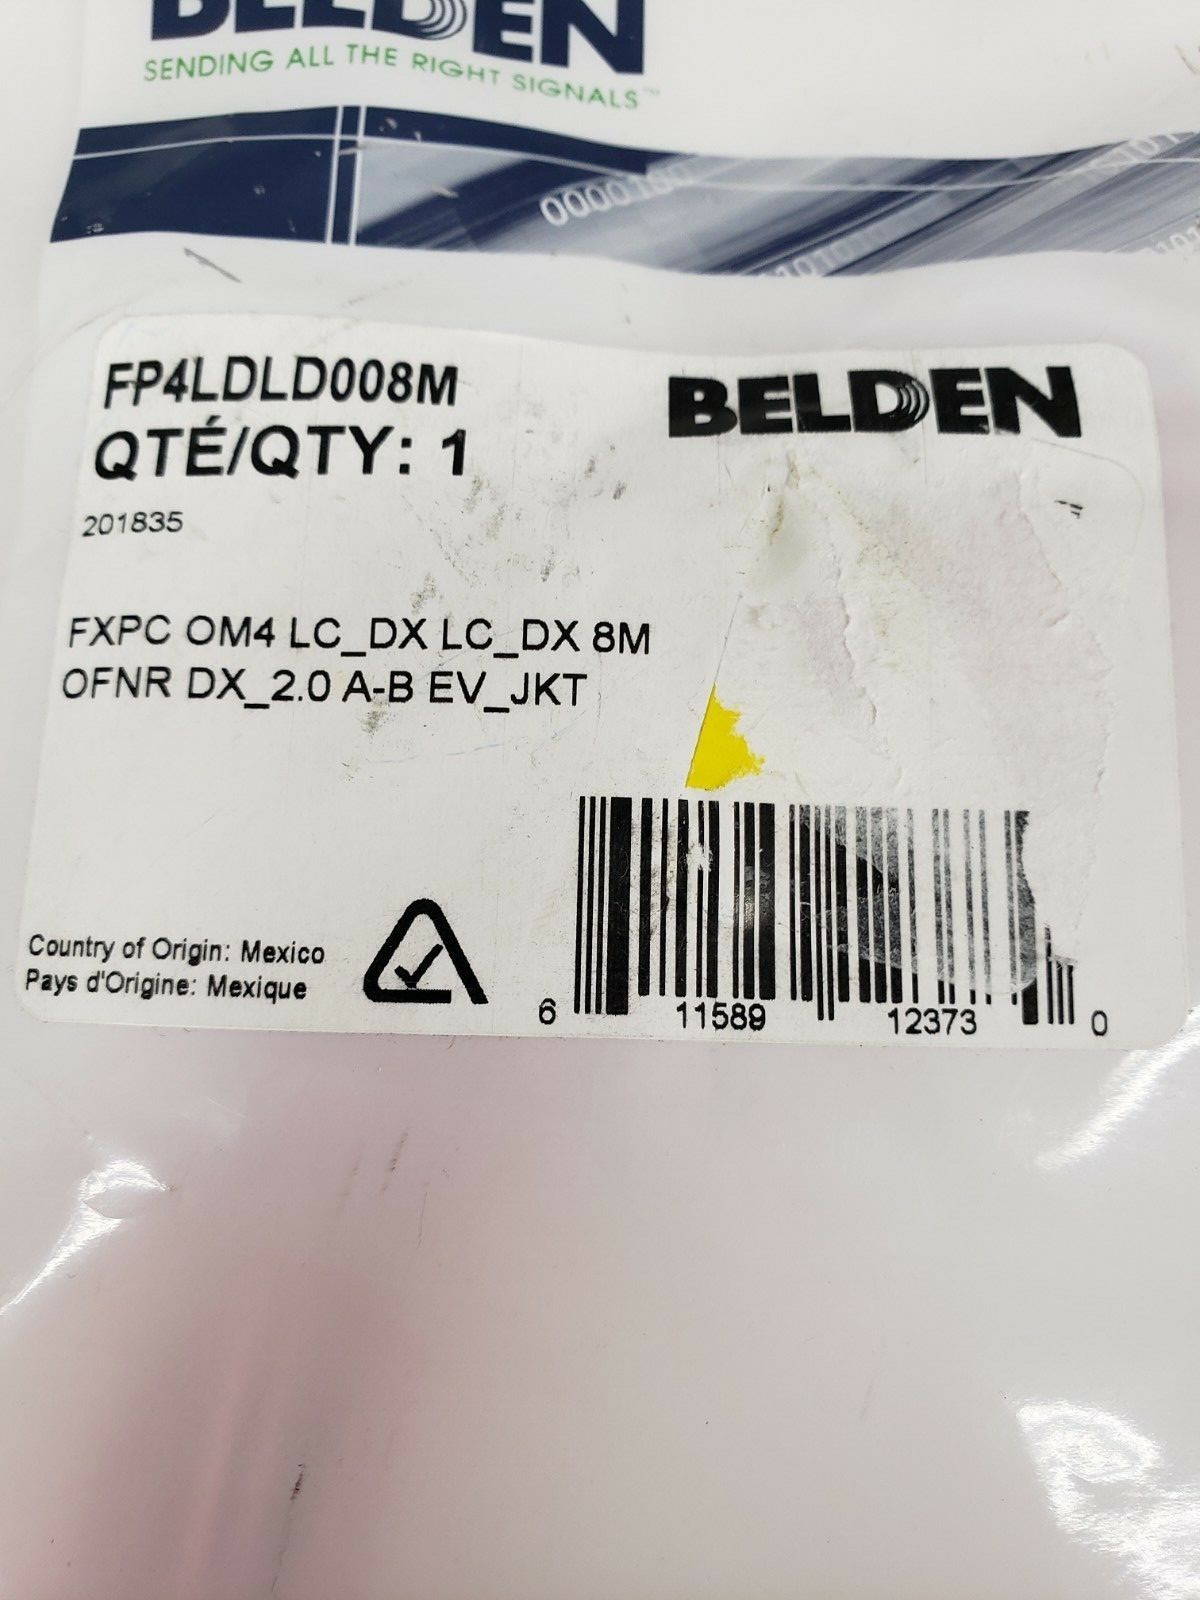 BELDEN
SENDING ALL THE RIGHT SIGNALS™
FP4LDLD008M
BELDEN
QTÉ/QTY: 1
201835
FXPC OM4 LC_DX LC_DX 8M
OFNR DX_2.0 A-B EV_JKT
Country of Origin: Mexico
Pays d'Origine: Mexique
6 11589 12373 0